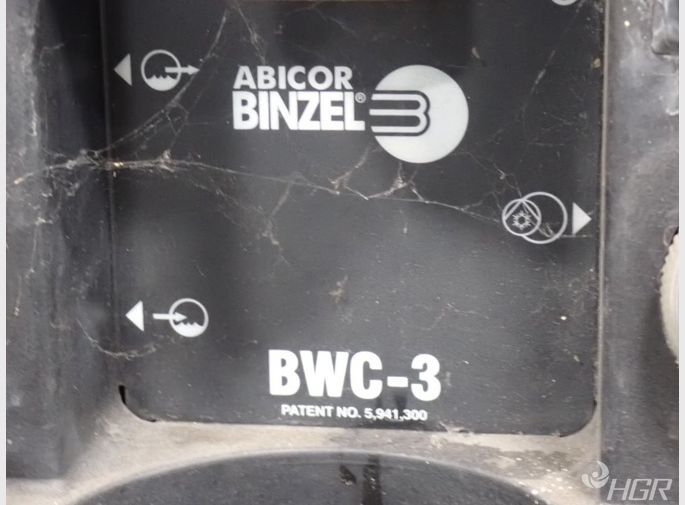 ABICOR
BINZEL®
BWC-3
PATENT NO. 5,941,300
HGR